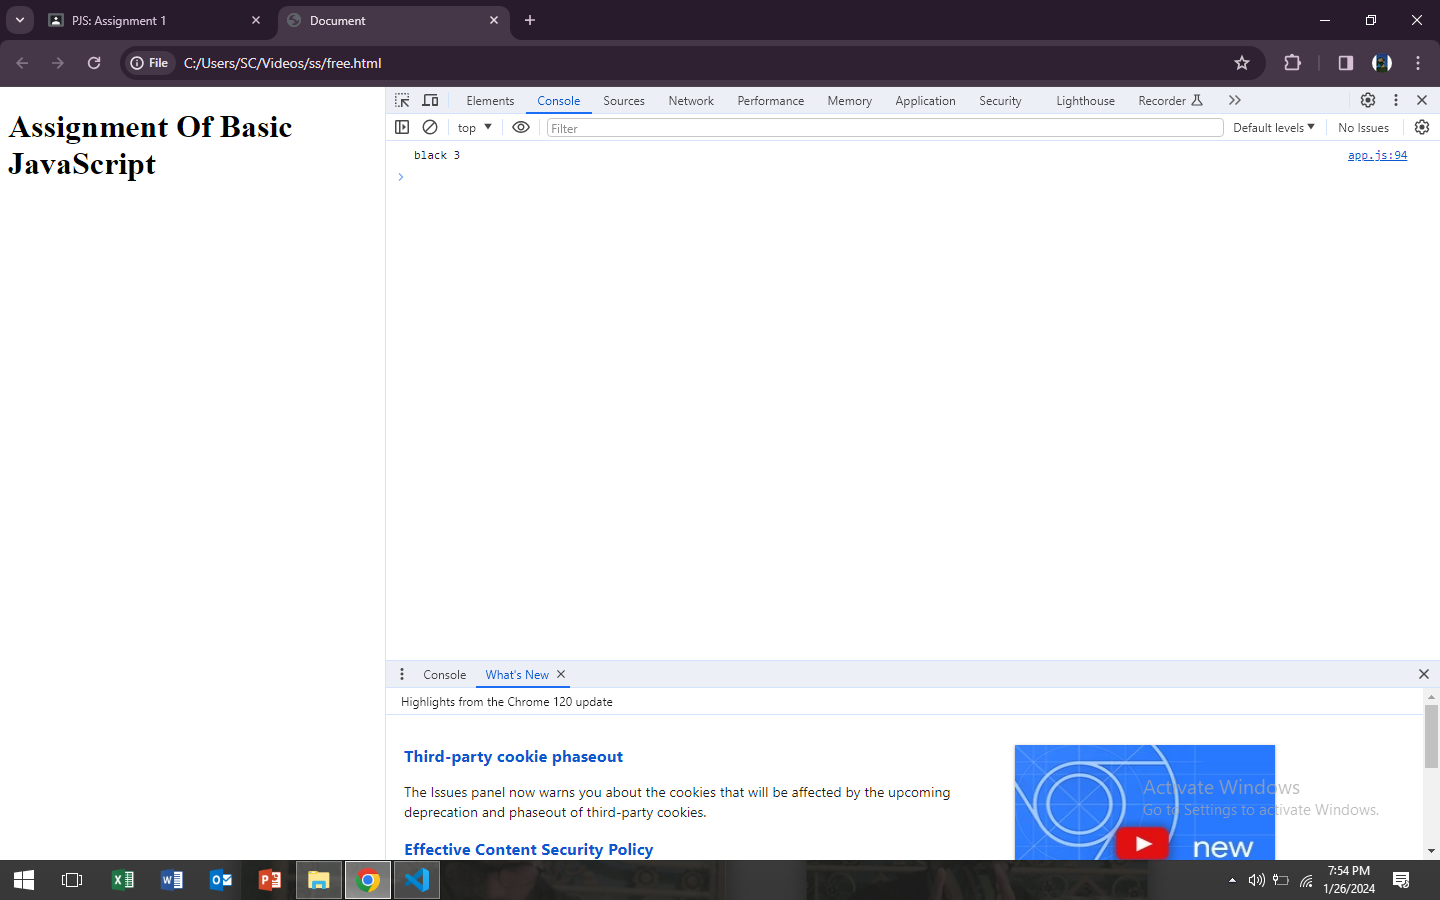 PJS: Assignment 1
Document
File
C:/Users/SC/Videos/ss/free.html
Assignment Of Basic
JavaScript
Elements Console Sources Network Performance Memory Application Security Lighthouse Recorder
top Filter Default levels No Issues
black 3 app.js:94
Console What's New
Highlights from the Chrome 120 update
Third-party cookie phaseout
The Issues panel now warns you about the cookies that will be affected by the upcoming
deprecation and phaseout of third-party cookies.
Effective Content Security Policy
new
Activate Windows
Go to Settings to activate Windows.
7:54 PM
1/26/2024